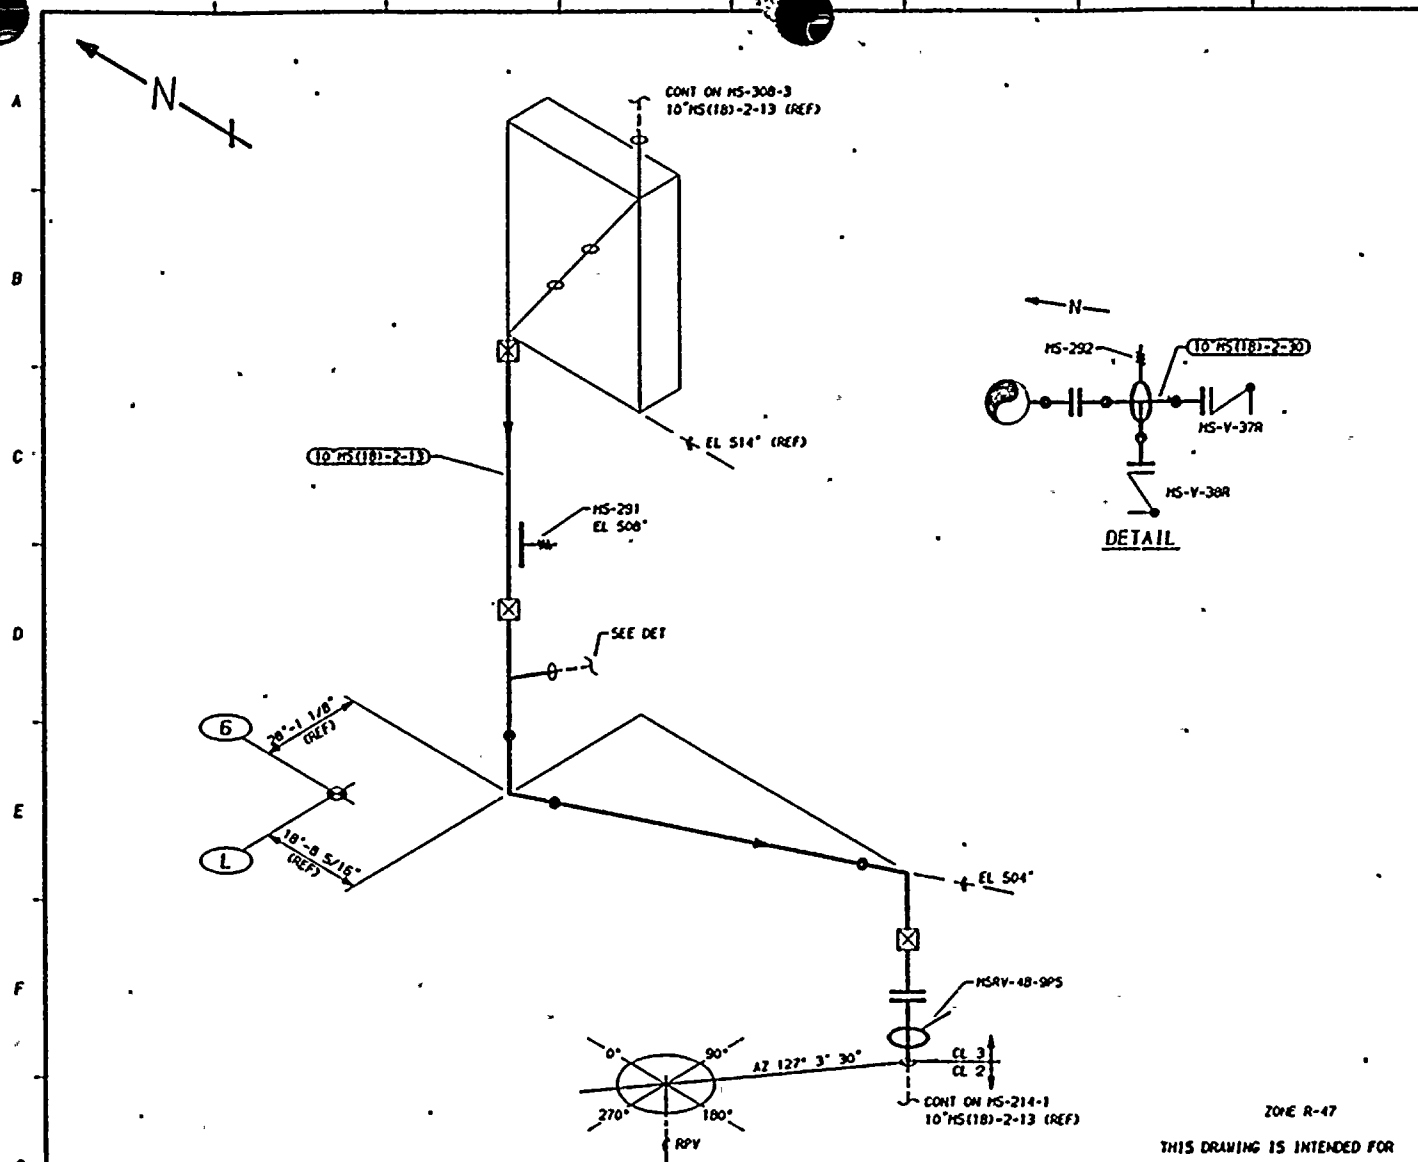 A
B
C
D
E
F
N
CONT ON MS-308-3
10"MS(18)-2-13 (REF)
N
MS-292
10"MS(18)-2-30
MS-V-37R
MS-V-38R
DETAIL
EL 514' (REF)
10"MS(18)-2-13
MS-291
EL 508'
SEE DET
6
28'-1 1/8"
(REF)
L
18'-8 5/16"
(REF)
EL 504'
MSRV-4B-9PS
CL 3
CL 2
AZ 127° 3' 30"
0°
90°
270°
180°
RPV
CONT ON MS-214-1
10"MS(18)-2-13 (REF)
ZONE R-47
THIS DRAWING IS INTENDED FOR